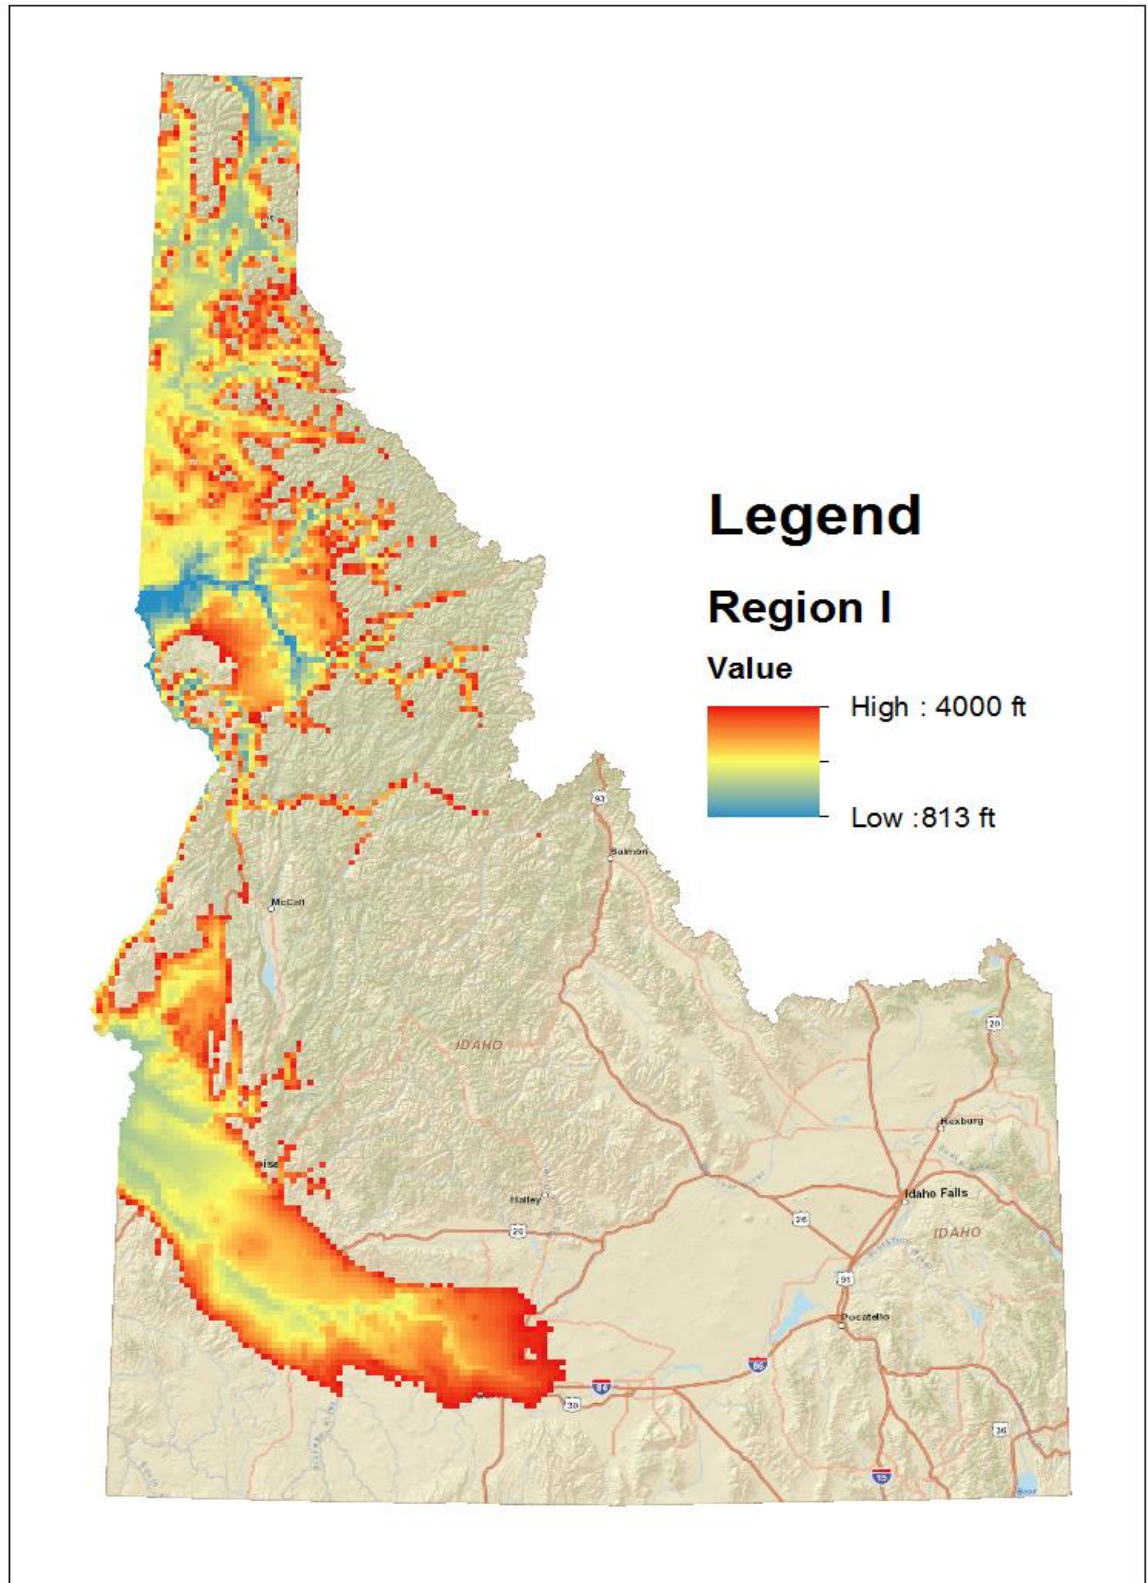 Legend
Region I
Value
High : 4000 ft
Low :813 ft
93
Salmon
McCall
IDAHO
20
Rexburg
Idaho Falls
Hailey
20
26
IDAHO
91
Pocatello
86
84
30
36
15